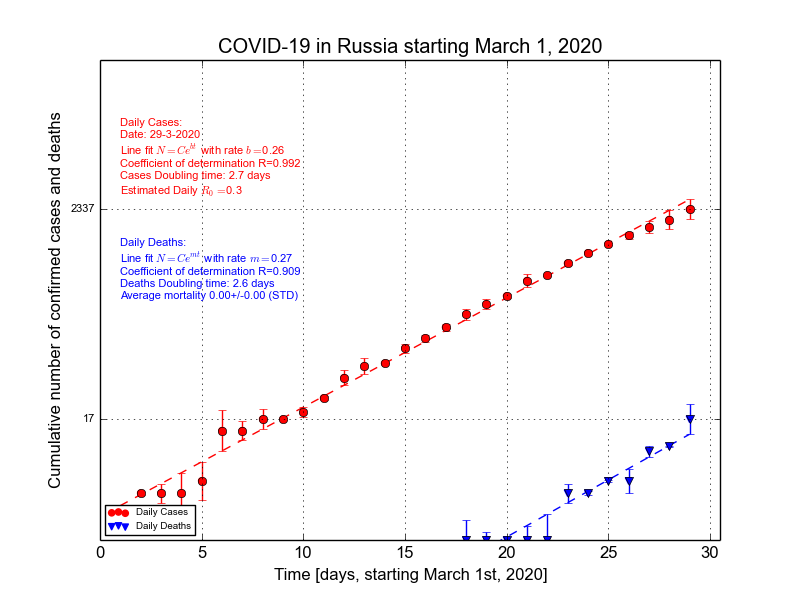 COVID-19 in Russia starting March 1, 2020
Daily Cases:
Date: 29-3-2020
Line fit N = Ce^{bt} with rate b =0.26
Coefficient of determination R=0.992
Cases Doubling time: 2.7 days
Estimated Daily R_0 =0.3
2337
Daily Deaths:
Line fit N = Ce^{mt} with rate m =0.27
Coefficient of determination R=0.909
Deaths Doubling time: 2.6 days
Average mortality 0.00+/-0.00 (STD)
17
Cumulative number of confirmed cases and deaths
Daily Cases
Daily Deaths
0 5 10 15 20 25 30
Time [days, starting March 1st, 2020]